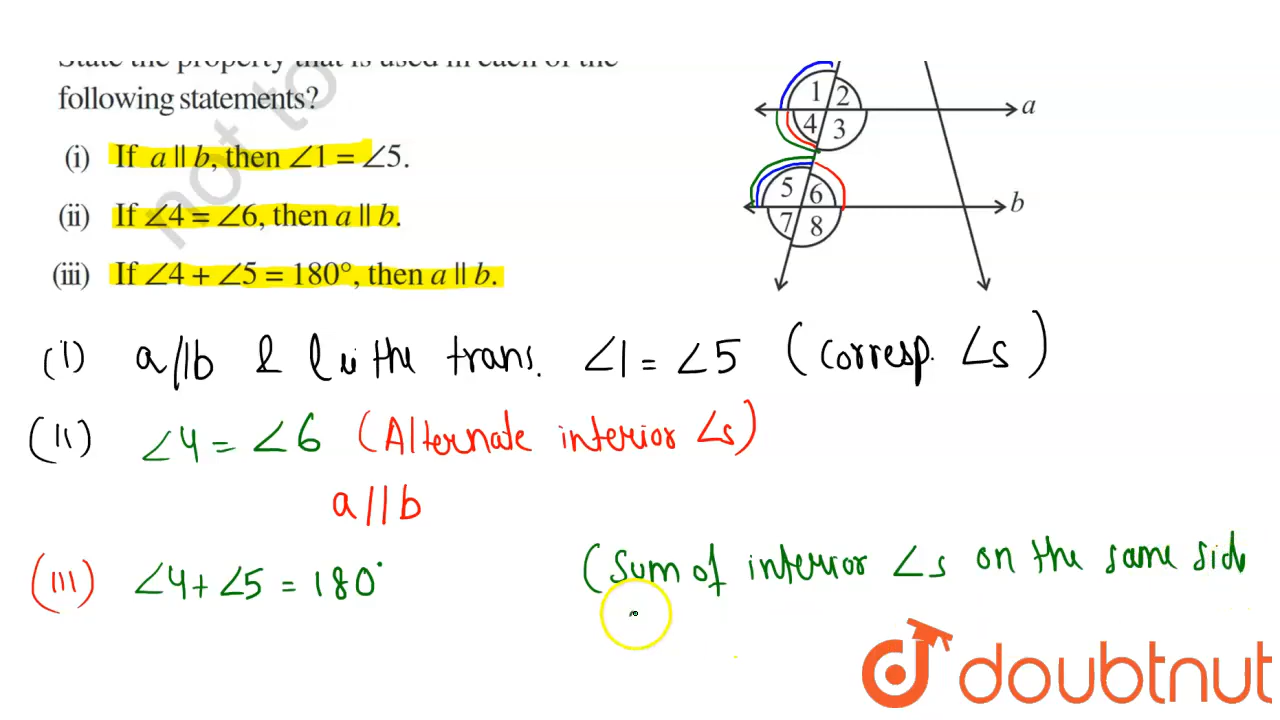 State the property that is used in each of the
following statements?
(i) If a || b, then ∠1 = ∠5.
(ii) If ∠4 = ∠6, then a || b.
(iii) If ∠4 + ∠5 = 180°, then a || b.
not to
1 2
a
4 3
5 6
b
7 8
(i) a//b & l is the trans. ∠1 = ∠5 (Corresp. ∠s)
(ii) ∠4 = ∠6 (Alternate interior ∠s)
a//b
(iii) ∠4 + ∠5 = 180° (Sum of interior ∠s on the same side
doubtnut